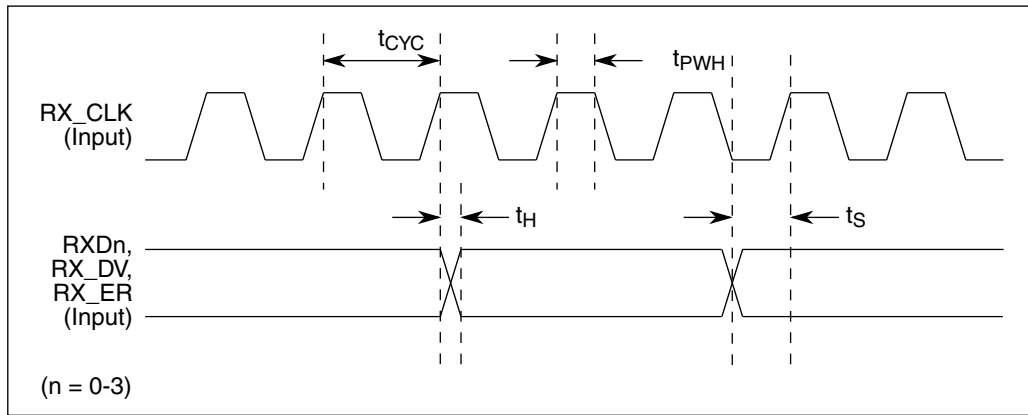 tCYC
tPWH
RX_CLK
(Input)
tH
tS
RXDn,
RX_DV,
RX_ER
(Input)
(n = 0-3)